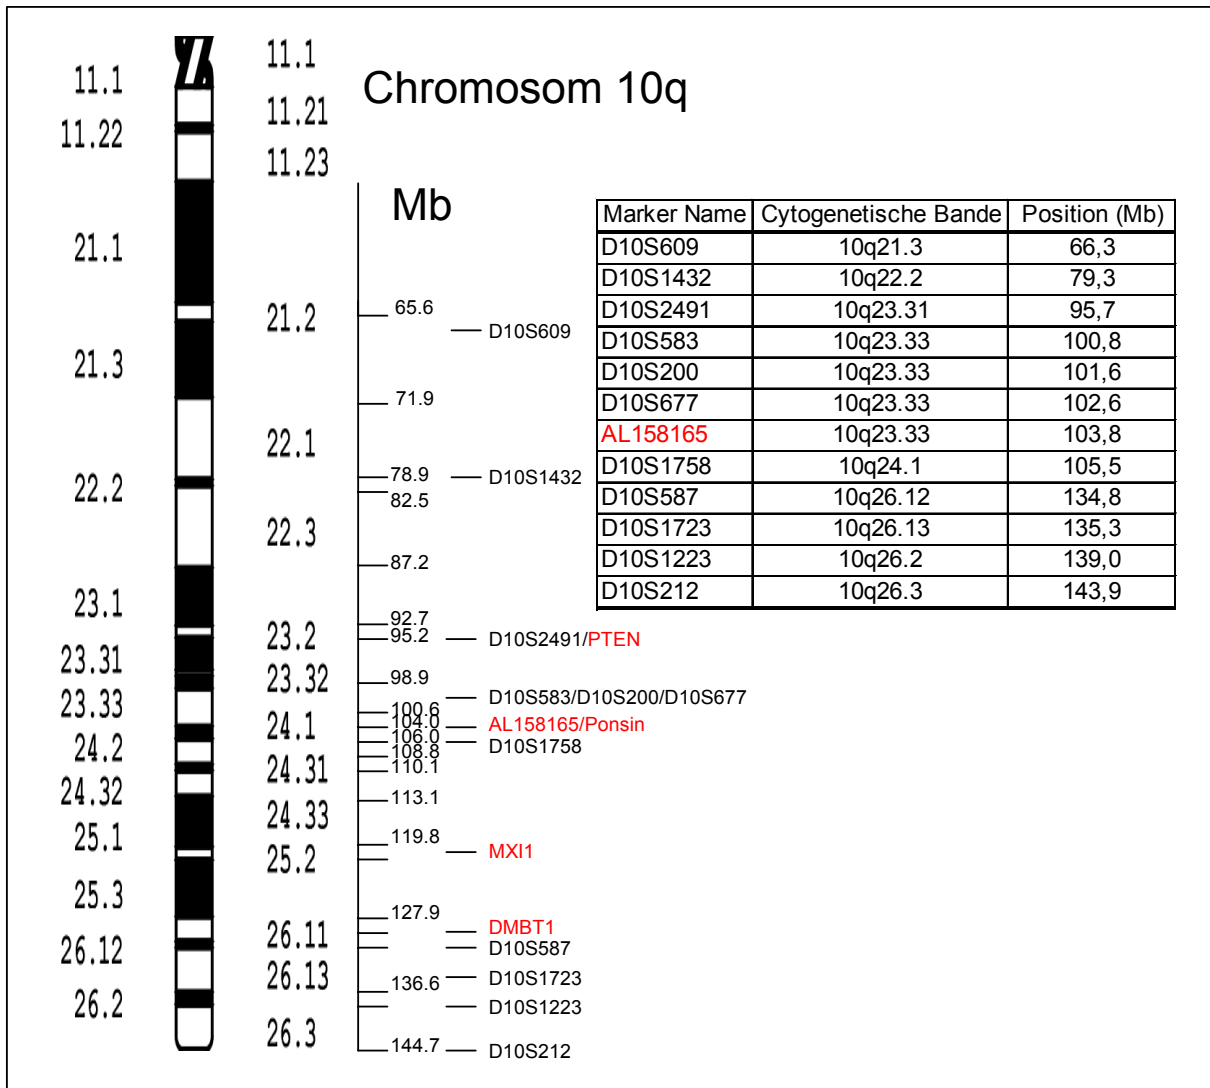 Chromosom 10q
11.1
11.1
11.21
11.22
11.23
21.1
21.2
21.3
22.1
22.2
22.3
23.1
23.2
23.31
23.32
23.33
24.1
24.2
24.31
24.32
24.33
25.1
25.2
25.3
26.11
26.12
26.13
26.2
26.3
Mb
65.6
D10S609
71.9
78.9
D10S1432
82.5
87.2
92.7
95.2
D10S2491/PTEN
98.9
D10S583/D10S200/D10S677
100.6
104.0
AL158165/Ponsin
106.0
D10S1758
108.8
110.1
113.1
119.8
MXI1
127.9
DMBT1
D10S587
D10S1723
136.6
D10S1223
144.7
D10S212
Marker Name Cytogenetische Bande Position (Mb)
D10S609 10q21.3 66,3
D10S1432 10q22.2 79,3
D10S2491 10q23.31 95,7
D10S583 10q23.33 100,8
D10S200 10q23.33 101,6
D10S677 10q23.33 102,6
AL158165 10q23.33 103,8
D10S1758 10q24.1 105,5
D10S587 10q26.12 134,8
D10S1723 10q26.13 135,3
D10S1223 10q26.2 139,0
D10S212 10q26.3 143,9